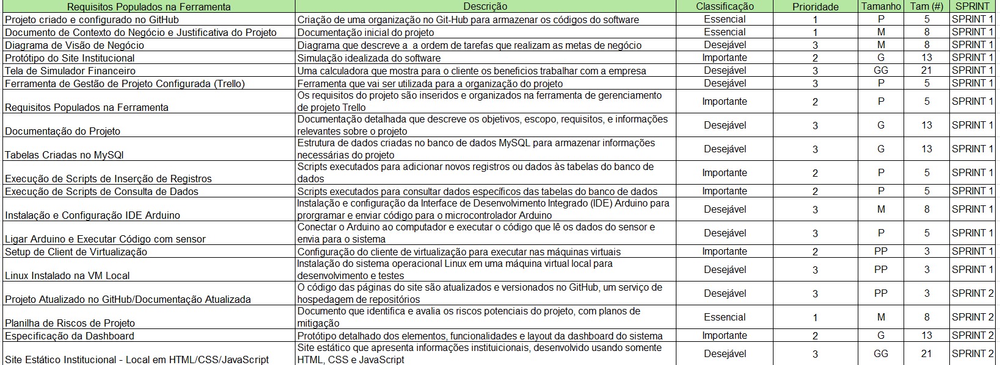 Requisitos Populados na Ferramenta Descrição Classificação Prioridade Tamanho Tam (#) SPRINT
Projeto criado e configurado no GitHub Criação de uma organização no Git-Hub para armazenar os códigos do software Essencial 1 P 5 SPRINT 1
Documento de Contexto do Negócio e Justificativa do Projeto Documentação inicial do projeto Essencial 1 M 8 SPRINT 1
Diagrama de Visão de Negócio Diagrama que descreve a a ordem de tarefas que realizam as metas de negócio Desejável 3 M 8 SPRINT 1
Protótipo do Site Institucional Simulação idealizada do software Importante 2 G 13 SPRINT 1
Tela de Simulador Financeiro Uma calculadora que mostra para o cliente os beneficios trabalhar com a empresa Desejável 3 GG 21 SPRINT 1
Ferramenta de Gestão de Projeto Configurada (Trello) Ferramenta que vai ser utilizada para a organização do projeto Desejável 3 P 5 SPRINT 1
Os requisitos do projeto são inseridos e organizados na ferramenta de gerenciamento
Requisitos Populados na Ferramenta de projeto Trello Importante 2 P 5 SPRINT 1
Documentação detalhada que descreve os objetivos, escopo, requisitos, e informações
Documentação do Projeto relevantes sobre o projeto Desejável 3 G 13 SPRINT 1
Estrutura de dados criadas no banco de dados MySQL para armazenar informações
Tabelas Criadas no MySQl necessárias do projeto Desejável 3 G 13 SPRINT 1
Scripts executados para adicionar novos registros ou dados às tabelas do banco de
Execução de Scripts de Inserção de Registros dados Importante 2 P 5 SPRINT 1
Execução de Scripts de Consulta de Dados Scripts executados para consultar dados específicos das tabelas do banco de dados Importante 2 P 5 SPRINT 1
Instalação e configuração da Interface de Desenvolvimento Integrado (IDE) Arduino para
Instalação e Configuração IDE Arduino prorgramar e enviar código para o microcontrolador Arduino Desejável 3 M 8 SPRINT 1
Conectar o Arduino ao computador e executar o código que lê os dados do sensor e
Ligar Arduino e Executar Código com sensor envia para o sistema Desejável 3 P 5 SPRINT 1
Setup de Client de Virtualização Configuração do cliente de virtualização para executar nas máquinas virtuais Importante 2 PP 3 SPRINT 1
Instalação do sistema operacional Linux em uma máquina virtual local para
Linux Instalado na VM Local desenvolvimento e testes Desejável 3 PP 3 SPRINT 1
O código das páginas do site são atualizados e versionados no GitHub, um serviço de
Projeto Atualizado no GitHub/Documentação Atualizada hospedagem de repositórios Desejável 3 PP 3 SPRINT 2
Documento que identifica e avalia os riscos potenciais do projeto, com planos de
Planilha de Riscos de Projeto mitigação Essencial 1 M 8 SPRINT 2
Especificação da Dashboard Protótipo detalhado dos elementos, funcionalidades e layout da dashboard do sistema Importante 2 G 13 SPRINT 2
Site estático que apresenta informações instituicionais, desenvolvido usando somente
Site Estático Institucional - Local em HTML/CSS/JavaScript HTML, CSS e JavaScript Desejável 3 GG 21 SPRINT 2